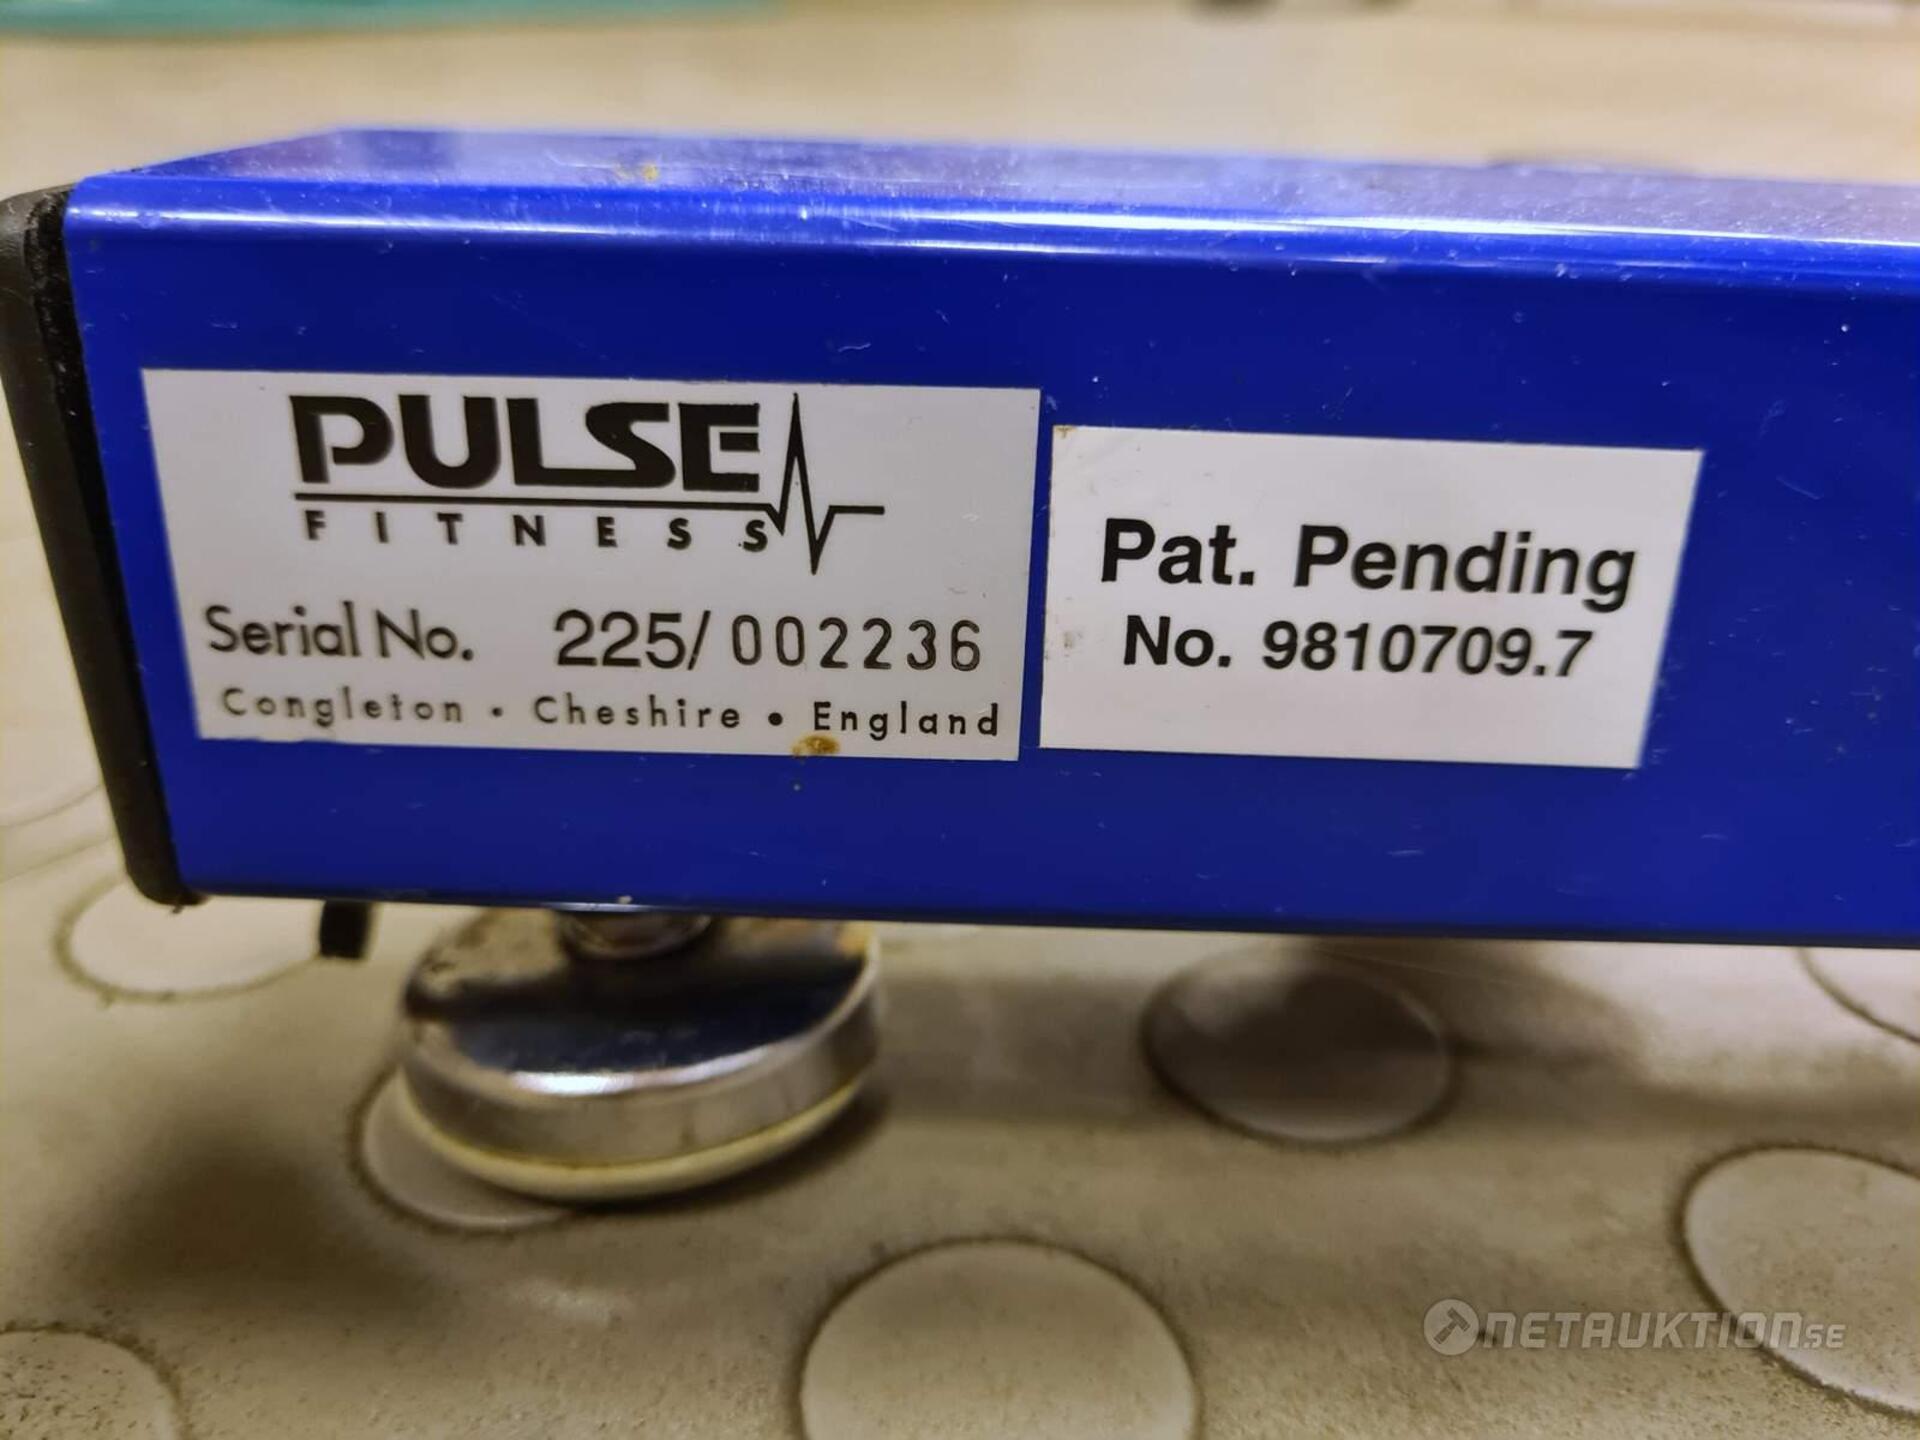 PULSE
FITNESS
Serial No. 225/002236
Congleton • Cheshire • England
Pat. Pending
No. 9810709.7
NETAUKTION.SE